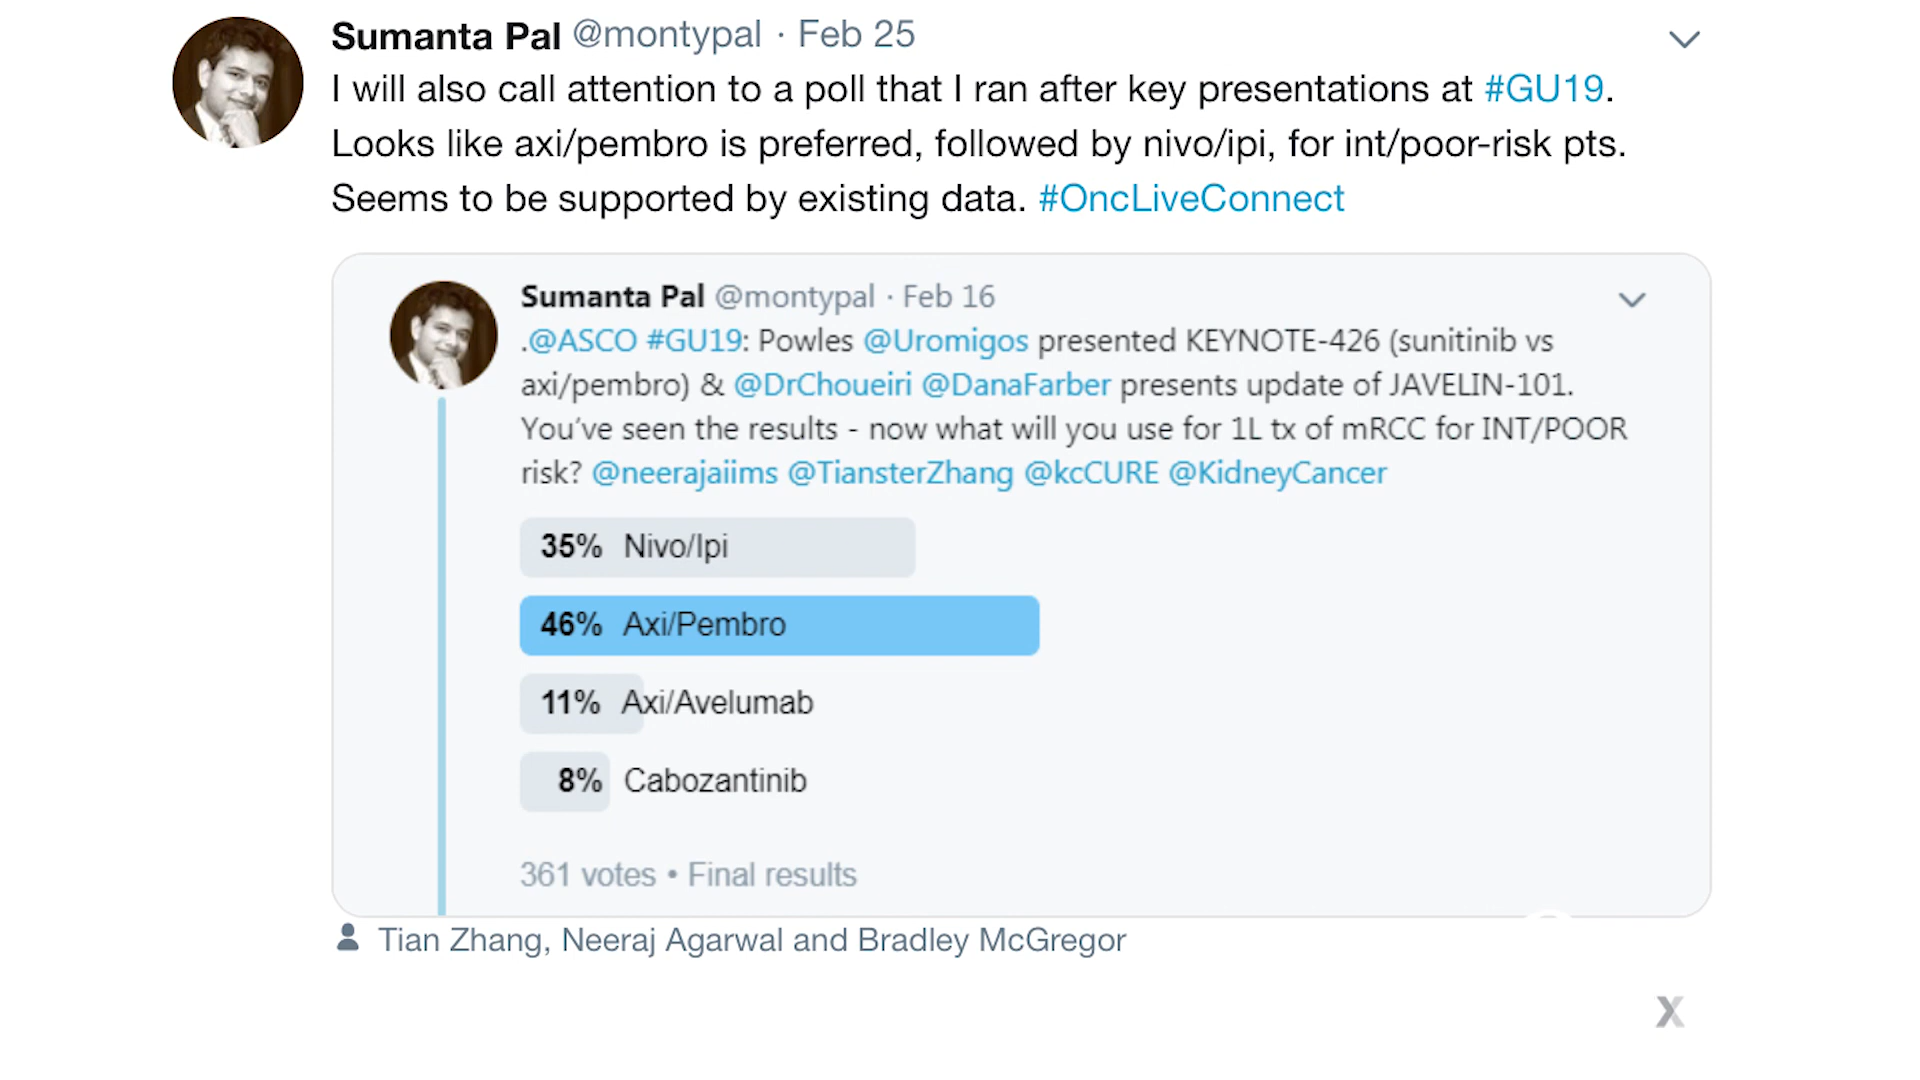 Sumanta Pal @montypal · Feb 25
I will also call attention to a poll that I ran after key presentations at #GU19.
Looks like axi/pembro is preferred, followed by nivo/ipi, for int/poor-risk pts.
Seems to be supported by existing data. #OncLiveConnect
Sumanta Pal @montypal · Feb 16
.@ASCO #GU19: Powles @Uromigos presented KEYNOTE-426 (sunitinib vs
axi/pembro) & @DrChoueiri @DanaFarber presents update of JAVELIN-101.
You've seen the results - now what will you use for 1L tx of mRCC for INT/POOR
risk? @neerajaiims @TiansterZhang @kcCURE @KidneyCancer
35% Nivo/Ipi
46% Axi/Pembro
11% Axi/Avelumab
8% Cabozantinib
361 votes • Final results
Tian Zhang, Neeraj Agarwal and Bradley McGregor
X